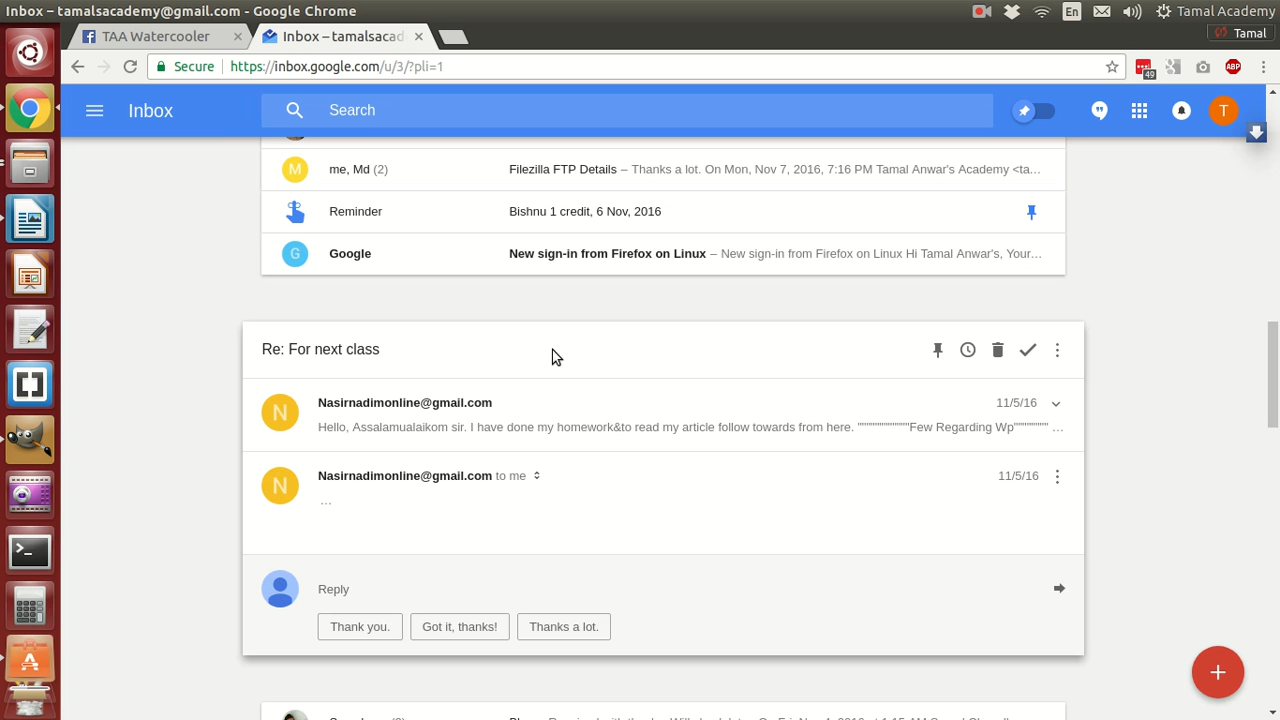 Inbox – tamalsacademy@gmail.com - Google Chrome
En
Tamal Academy
TAA Watercooler
Inbox – tamalsacad
Tamal
Secure
https://inbox.google.com/u/3/?pli=1
49
ABP
Inbox
Search
T
M
me, Md (2)
Filezilla FTP Details – Thanks a lot. On Mon, Nov 7, 2016, 7:16 PM Tamal Anwar's Academy <ta...
Reminder
Bishnu 1 credit, 6 Nov, 2016
G
Google
New sign-in from Firefox on Linux – New sign-in from Firefox on Linux Hi Tamal Anwar's, Your...
Re: For next class
N
Nasirnadimonline@gmail.com
11/5/16
Hello, Assalamualaikom sir. I have done my homework&to read my article follow towards from here. """"""""""""Few Regarding Wp"""""""" ...
N
Nasirnadimonline@gmail.com to me
11/5/16
...
Reply
Thank you.
Got it, thanks!
Thanks a lot.